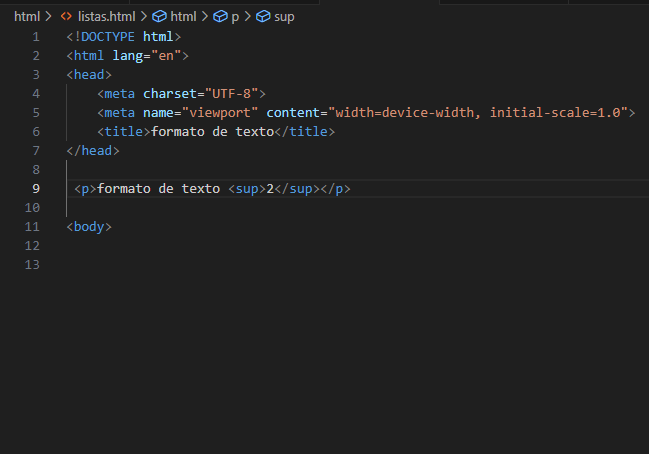 html > listas.html > html > p > sup
1 <!DOCTYPE html>
2 <html lang="en">
3 <head>
4 <meta charset="UTF-8">
5 <meta name="viewport" content="width=device-width, initial-scale=1.0">
6 <title>formato de texto</title>
7 </head>
8
9 <p>formato de texto <sup>2</sup></p>
10
11 <body>
12
13